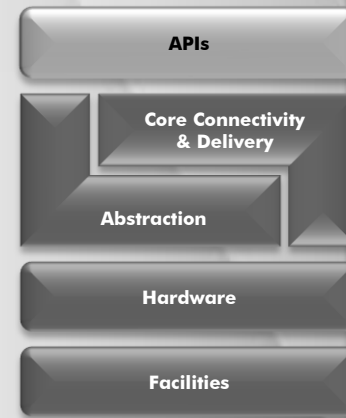 APIs
Core Connectivity
& Delivery
Abstraction
Hardware
Facilities